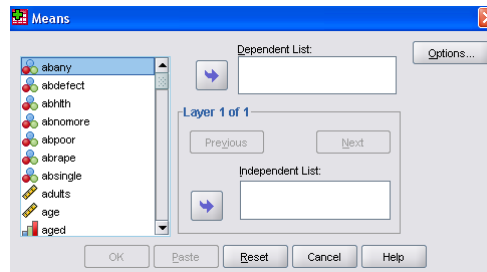 Means
Dependent List:
Options...
abany
abdefect
abhlth
abnomore
abpoor
abrape
absingle
adults
age
aged
Layer 1 of 1
Previous
Next
Independent List:
OK
Paste
Reset
Cancel
Help